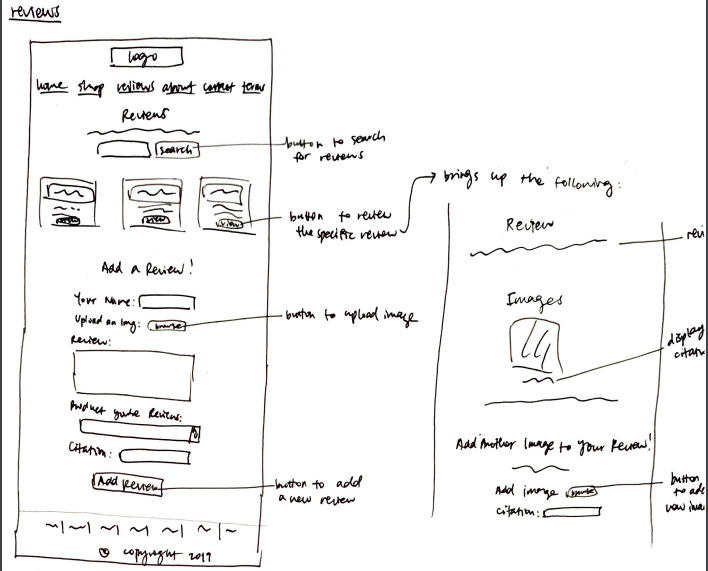 reviews
logo
home shop reviews about contact terms
Reviews
search
button to search
for reviews
view
view
button to review
the specific review
brings up the following:
Add a Review!
Your Name:
Upload an Img: browse
button to upload image
Review:
Product you're Review:
Citation:
Add Review
button to add
a new review
© copyright 2019
Review
revi
Images
display
citatio
Add Another Image to Your Review!
Add image browse
button
to add
new imag
Citation: